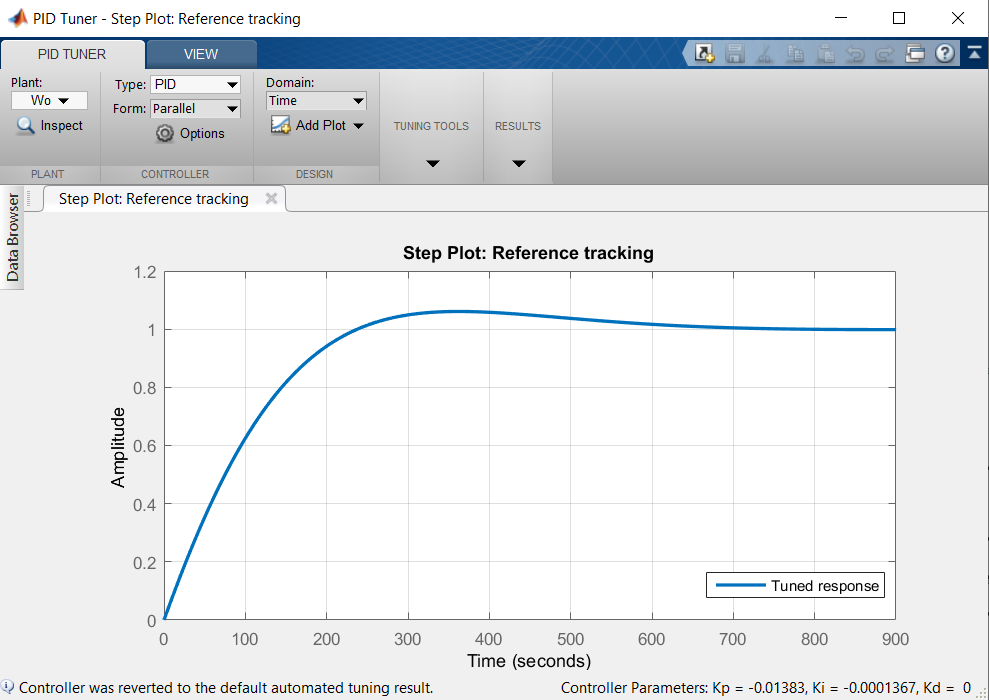 PID Tuner - Step Plot: Reference tracking
PID TUNER VIEW
Plant:
Wo
Inspect
PLANT
Type: PID
Form: Parallel
Options
CONTROLLER
Domain:
Time
Add Plot
DESIGN
TUNING TOOLS
RESULTS
Data Browser
Step Plot: Reference tracking
Step Plot: Reference tracking
Amplitude
1.2
1
0.8
0.6
0.4
0.2
0
0 100 200 300 400 500 600 700 800 900
Time (seconds)
Tuned response
Controller was reverted to the default automated tuning result.
Controller Parameters: Kp = -0.01383, Ki = -0.0001367, Kd = 0